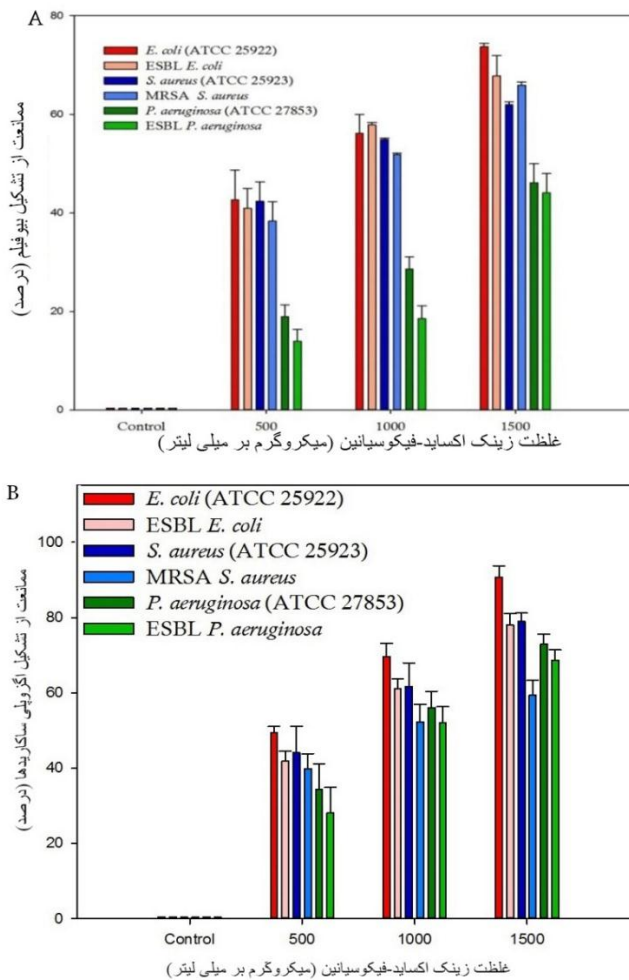 A
80
60
40
20
0
E. coli (ATCC 25922)
ESBL E. coli
S. aureus (ATCC 25923)
MRSA S. aureus
P. aeruginosa (ATCC 27853)
ESBL P. aeruginosa
ممانعت از تشکیل بیوفیلم (درصد)
Control 500 1000 1500
غلظت زینک اکساید-فیکوسیانین (میکروگرم بر میلی لیتر)
B
100
80
60
40
20
0
E. coli (ATCC 25922)
ESBL E. coli
S. aureus (ATCC 25923)
MRSA S. aureus
P. aeruginosa (ATCC 27853)
ESBL P. aeruginosa
ممانعت از تشکیل اگزوپلی ساکاریدها (درصد)
Control 500 1000 1500
غلظت زینک اکساید-فیکوسیانین (میکروگرم بر میلی لیتر)